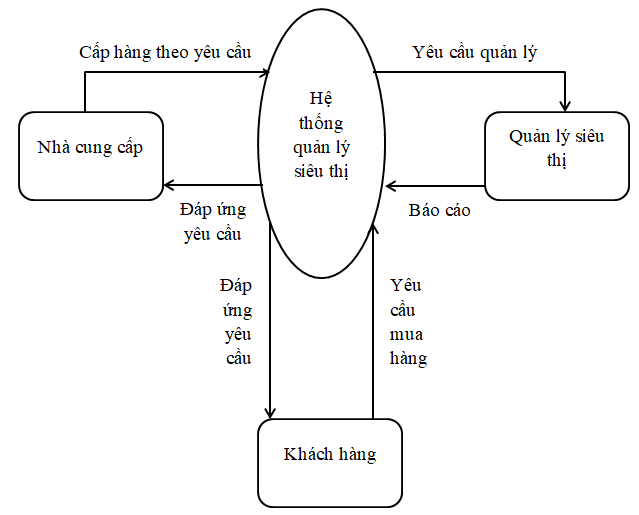 Cấp hàng theo yêu cầu
Yêu cầu quản lý
Hệ
thống
quản lý
siêu thị
Nhà cung cấp
Quản lý siêu
thị
Đáp ứng
yêu cầu
Báo cáo
Đáp
ứng
yêu
cầu
Yêu
cầu
mua
hàng
Khách hàng